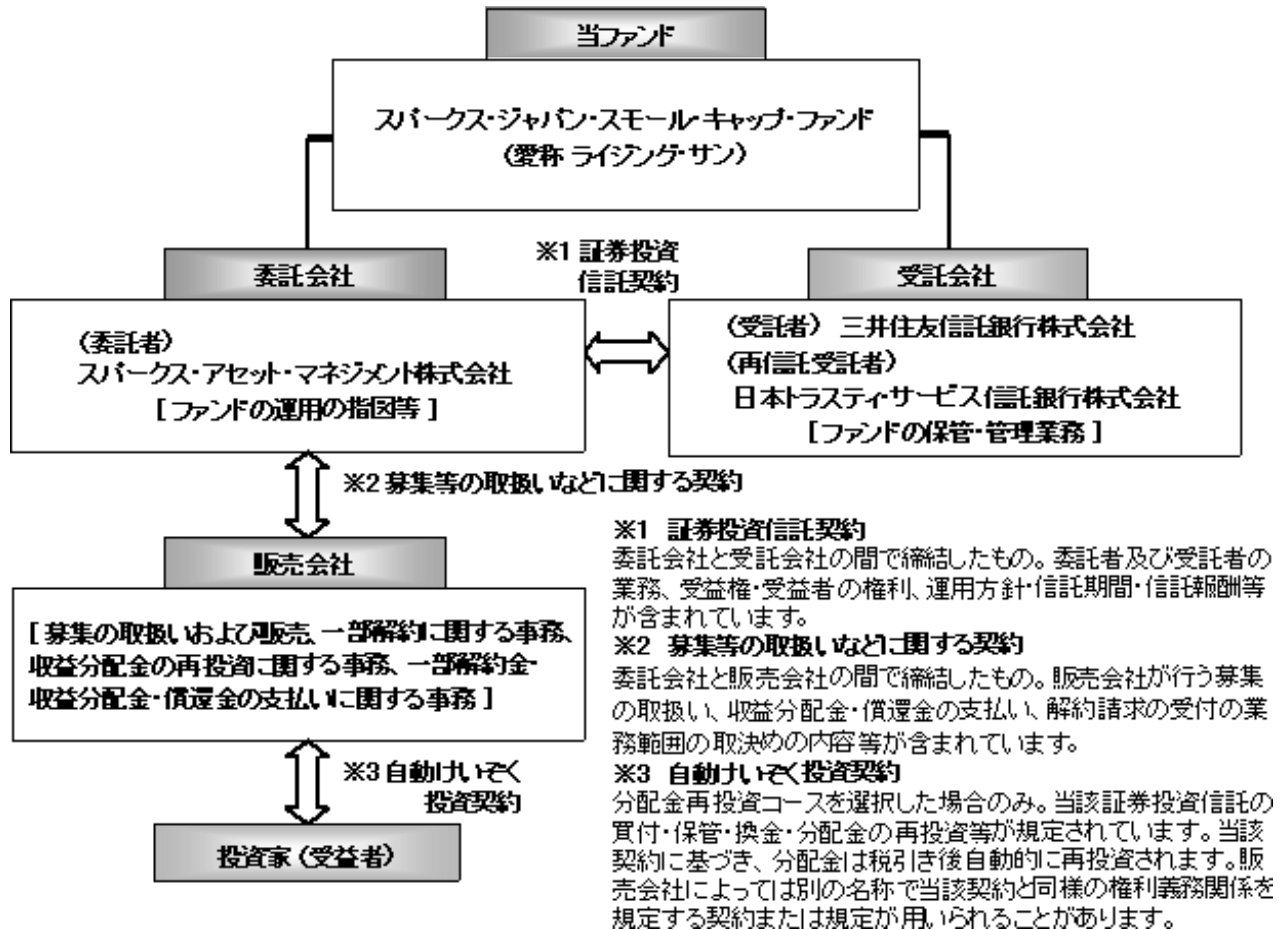 当ファンド
スパークス・ジャパン・スモール・キャップ・ファンド
（愛称 ライジング・サン）
委託会社
※1 証券投資
信託契約
受託会社
（委託者）
スパークス・アセット・マネジメント株式会社
[ ファンドの運用の指図等 ]
（受託者） 三井住友信託銀行株式会社
（再信託受託者）
日本トラスティ・サービス信託銀行株式会社
[ ファンドの保管・管理業務 ]
※2 募集等の取扱いなどに関する契約
販売会社
[ 募集の取扱いおよび販売、一部解約に関する事務、
収益分配金の再投資に関する事務、一部解約金・
収益分配金・償還金の支払いに関する事務 ]
※3 自動けいぞく
投資契約
投資家（受益者）
※1 証券投資信託契約
委託会社と受託会社の間で締結したもの。委託者及び受託者の
業務、受益権・受益者の権利、運用方針・信託期間・信託報酬等
が含まれています。
※2 募集等の取扱いなどに関する契約
委託会社と販売会社の間で締結したもの。販売会社が行う募集
の取扱い、収益分配金・償還金の支払い、解約請求の受付の業
務範囲の取決めの内容等が含まれています。
※3 自動けいぞく投資契約
分配金再投資コースを選択した場合のみ。当該証券投資信託の
買付・保管・換金・分配金の再投資等が規定されています。当該
契約に基づき、分配金は税引き後自動的に再投資されます。販
売会社によっては別の名称で当該契約と同様の権利義務関係を
規定する契約または規定が用いられることがあります。